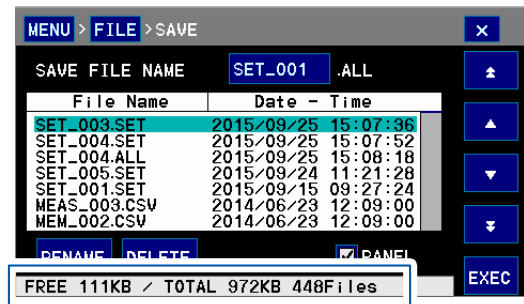 MENU > FILE > SAVE ×
SAVE FILE NAME SET_001 .ALL
File Name Date - Time
SET_003.SET 2015/09/25 15:07:36
SET_004.SET 2015/09/25 15:07:52
SET_004.ALL 2015/09/25 15:08:18
SET_005.SET 2015/09/24 11:21:28
SET_001.SET 2015/09/15 09:27:24
MEAS_003.CSV 2014/06/23 12:09:00
MEM_002.CSV 2014/06/23 12:09:00
RENAME DELETE PANEL
EXEC
FREE 111KB / TOTAL 972KB 448Files